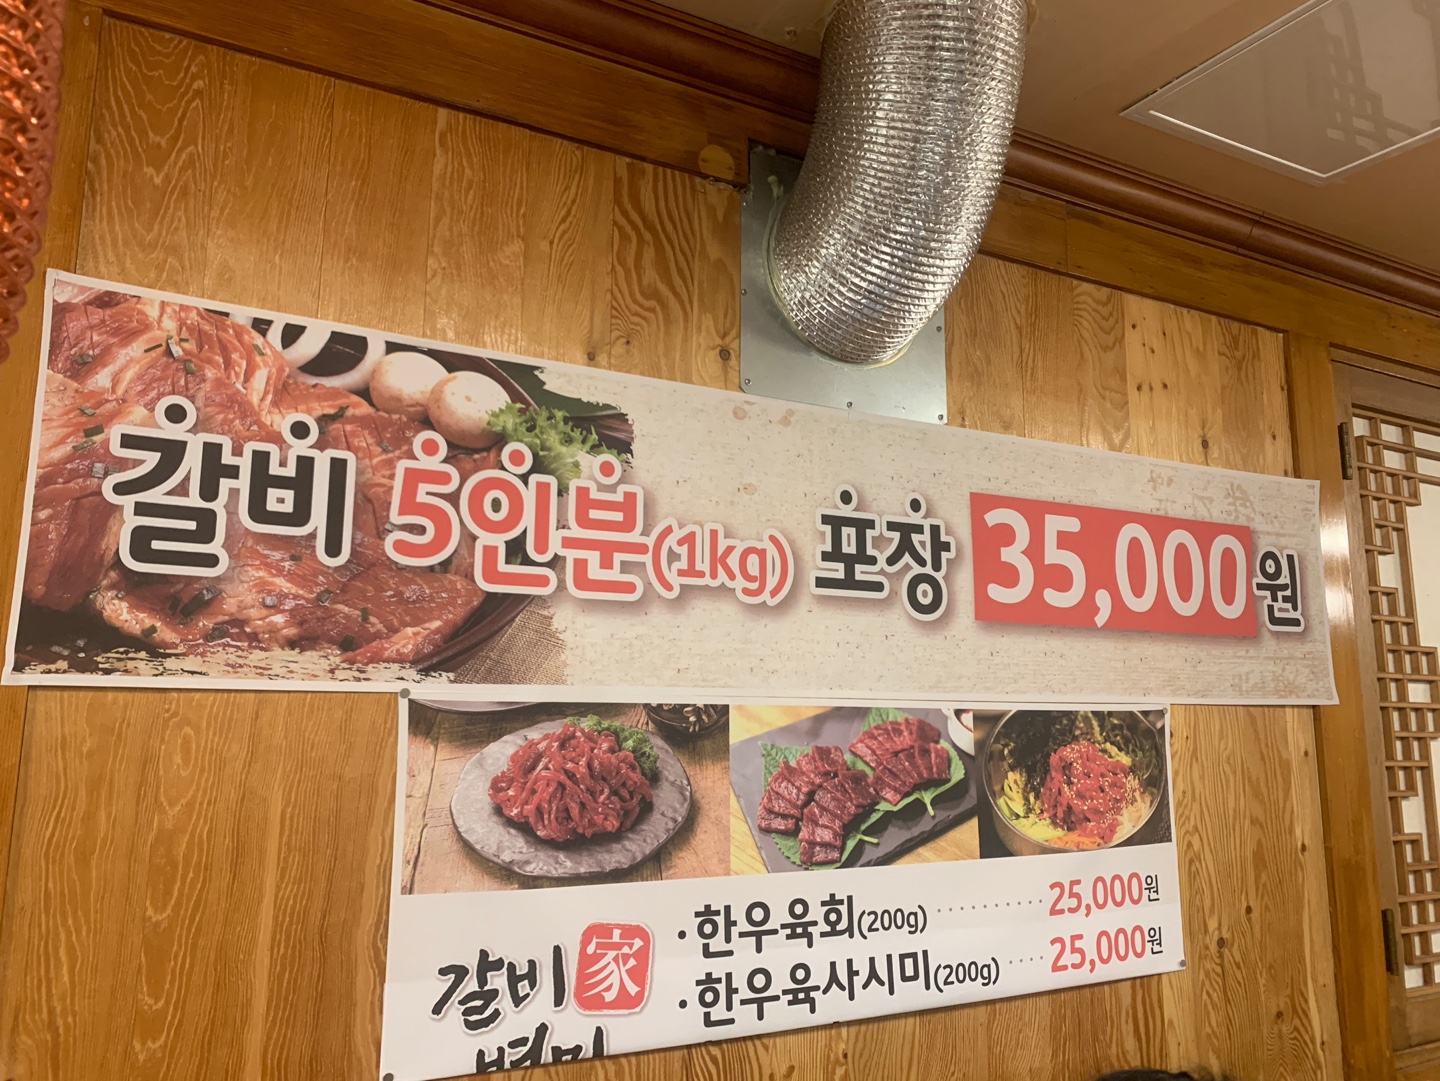 갈비 5인분(1kg) 포장 35,000원
·한우육회(200g) ·········· 25,000원
·한우육사시미(200g) ···· 25,000원
갈비家
별미